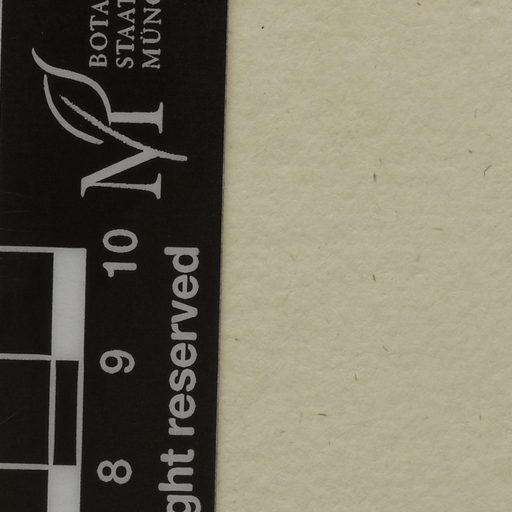 BOTA
STAAT
MÜNC
10
9
8
ght reserved